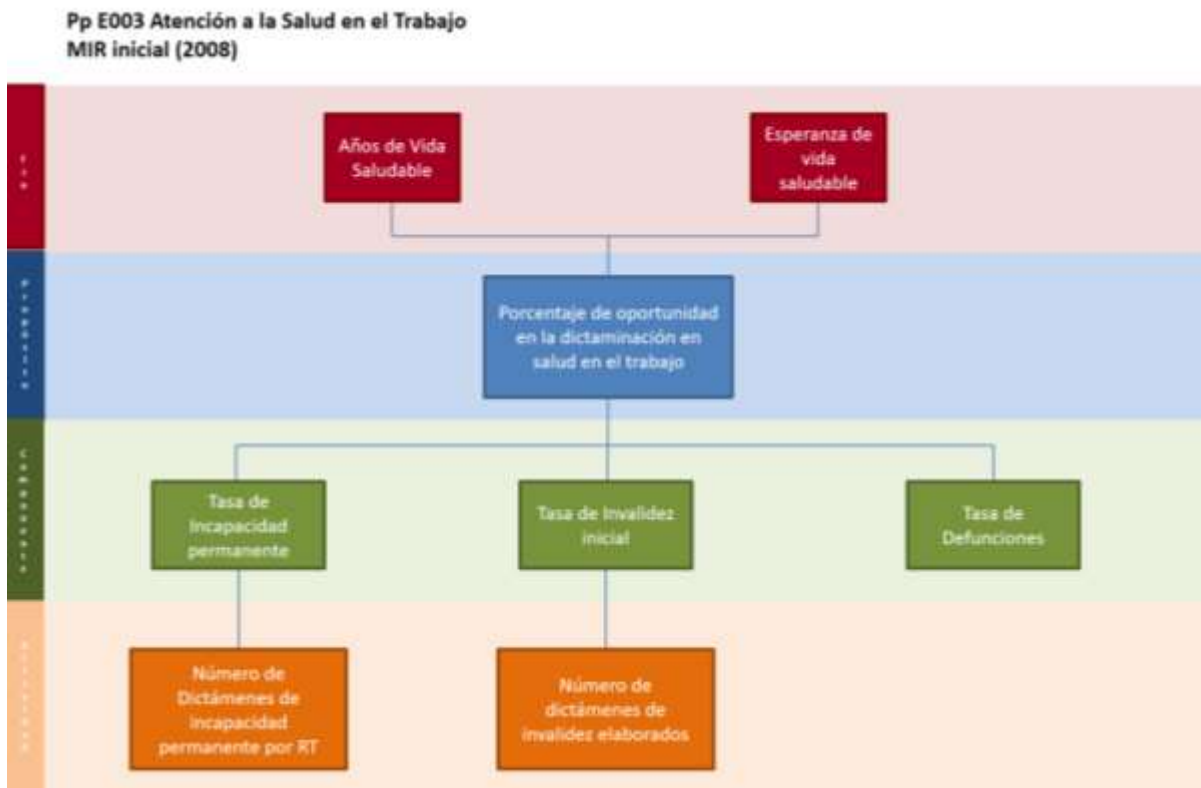 Pp E003 Atención a la Salud en el Trabajo
MIR inicial (2008)
Fin
Años de Vida
Saludable
Esperanza de
vida
saludable
Propósito
Porcentaje de oportunidad
en la dictaminación en
salud en el trabajo
Tasa de
Incapacidad
permanente
Tasa de Invalidez
inicial
Tasa de
Defunciones
Número de
Dictámenes de
incapacidad
permanente por RT
Número de
dictámenes de
invalidez elaborados